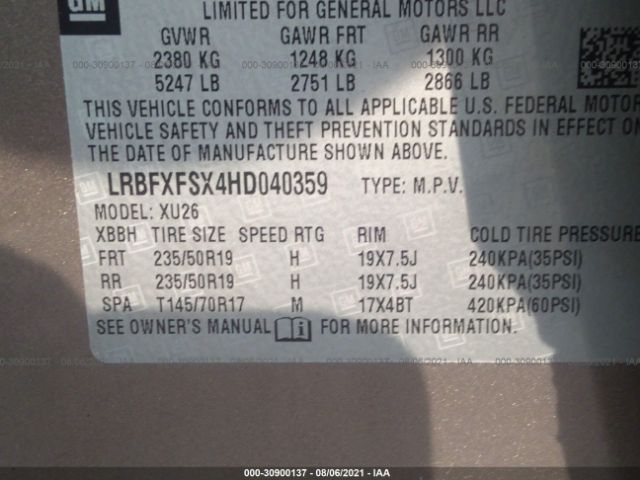 GM
LIMITED FOR GENERAL MOTORS LLC
GVWR GAWR FRT GAWR RR
2380 KG 1248 KG 1300 KG
5247 LB 2751 LB 2866 LB
THIS VEHICLE CONFORMS TO ALL APPLICABLE U.S. FEDERAL MOTOR
VEHICLE SAFETY AND THEFT PREVENTION STANDARDS IN EFFECT ON
THE DATE OF MANUFACTURE SHOWN ABOVE.
LRBFXFSX4HD040359 TYPE: M.P.V.
MODEL: XU26
XBBH TIRE SIZE SPEED RTG RIM COLD TIRE PRESSURE
FRT 235/50R19 H 19X7.5J 240KPA(35PSI)
RR 235/50R19 H 19X7.5J 240KPA(35PSI)
SPA T145/70R17 M 17X4BT 420KPA(60PSI)
SEE OWNER'S MANUAL i FOR MORE INFORMATION.
000-30900137 - 08/06/2021 - IAA